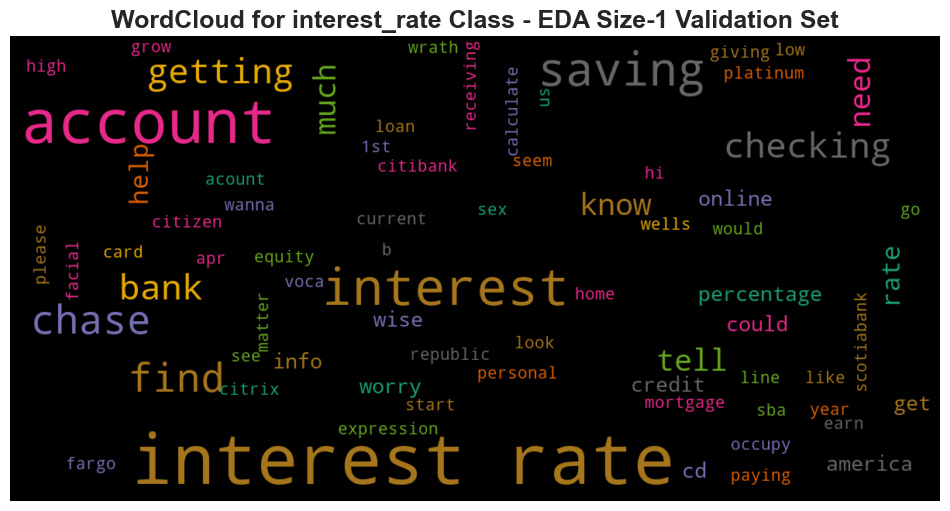 WordCloud for interest_rate Class - EDA Size-1 Validation Set
grow
wrath
giving low
high
getting
receiving
saving
platinum
need
much
calculate
us
account
loan
1st
checking
help
citibank
seem
hi
acount
wanna
current
sex
know
online
go
citizen
wells
would
please
facial
card
apr
equity
b
rate
bank
voca
interest
home
percentage
chase
matter
wise
could
scotiabank
see
info
republic
look
tell
find
citrix
worry
personal
credit
line
like
start
mortgage
sba
year
get
expression
earn
fargo
interest rate
cd
occupy
paying
america